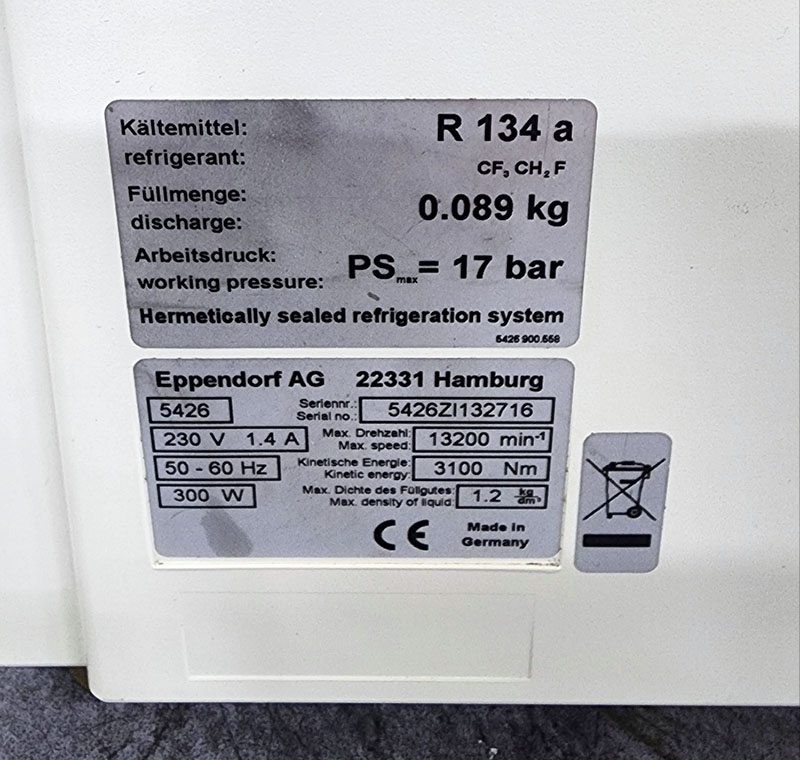 Kältemittel: R 134 a
refrigerant: CF₃ CH₂ F
Füllmenge: 0.089 kg
discharge:
Arbeitsdruck: PSmax = 17 bar
working pressure:
Hermetically sealed refrigeration system
5426 900.558
Eppendorf AG 22331 Hamburg
5426 Seriennr.: 5426ZI132716
Serial no.:
230 V 1.4 A Max. Drehzahl: 13200 min⁻¹
Max. speed:
50 - 60 Hz Kinetische Energie: 3100 Nm
Kinetic energy:
300 W Max. Dichte des Füllgutes: 1.2 kg/dm³
Max. density of liquid:
CE Made in
Germany